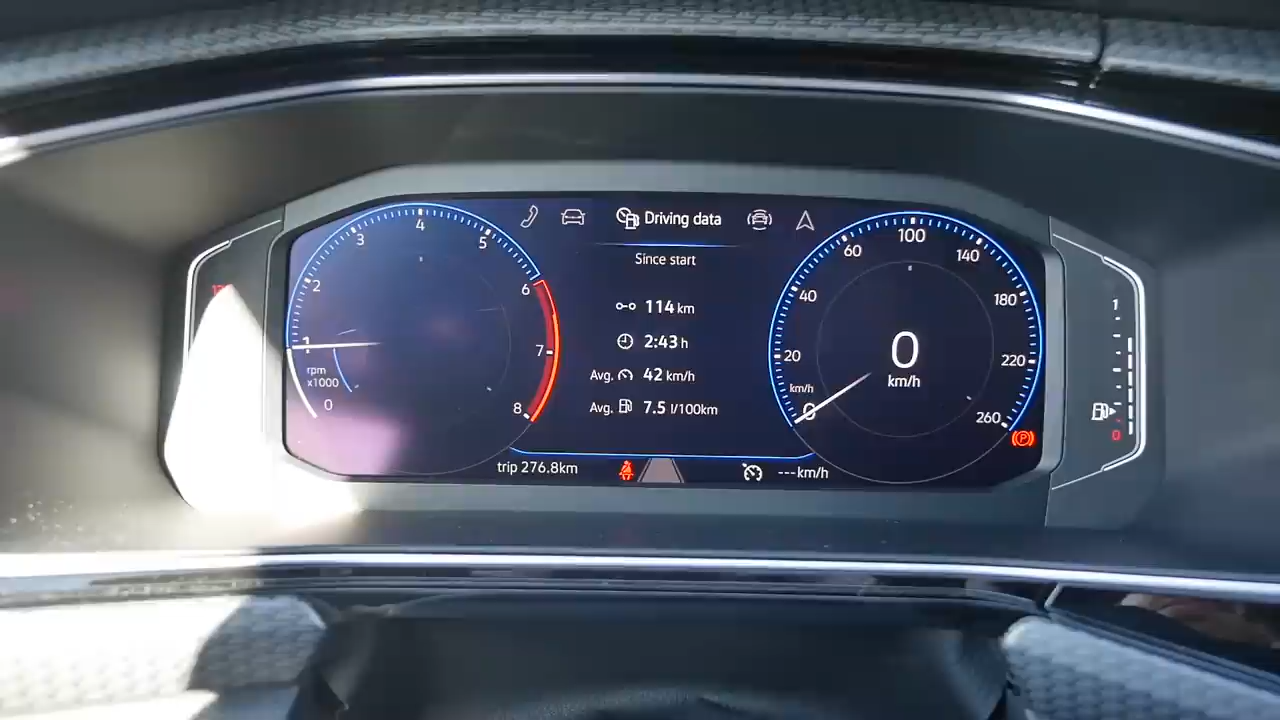 Driving data
Since start
114 km
2:43 h
Avg. 42 km/h
Avg. 7.5 l/100km
trip 276.8km
---km/h
0
1
2
3
4
5
6
7
8
rpm
x1000
0
20
40
60
100
140
180
220
260
km/h
0
km/h
P
1
0